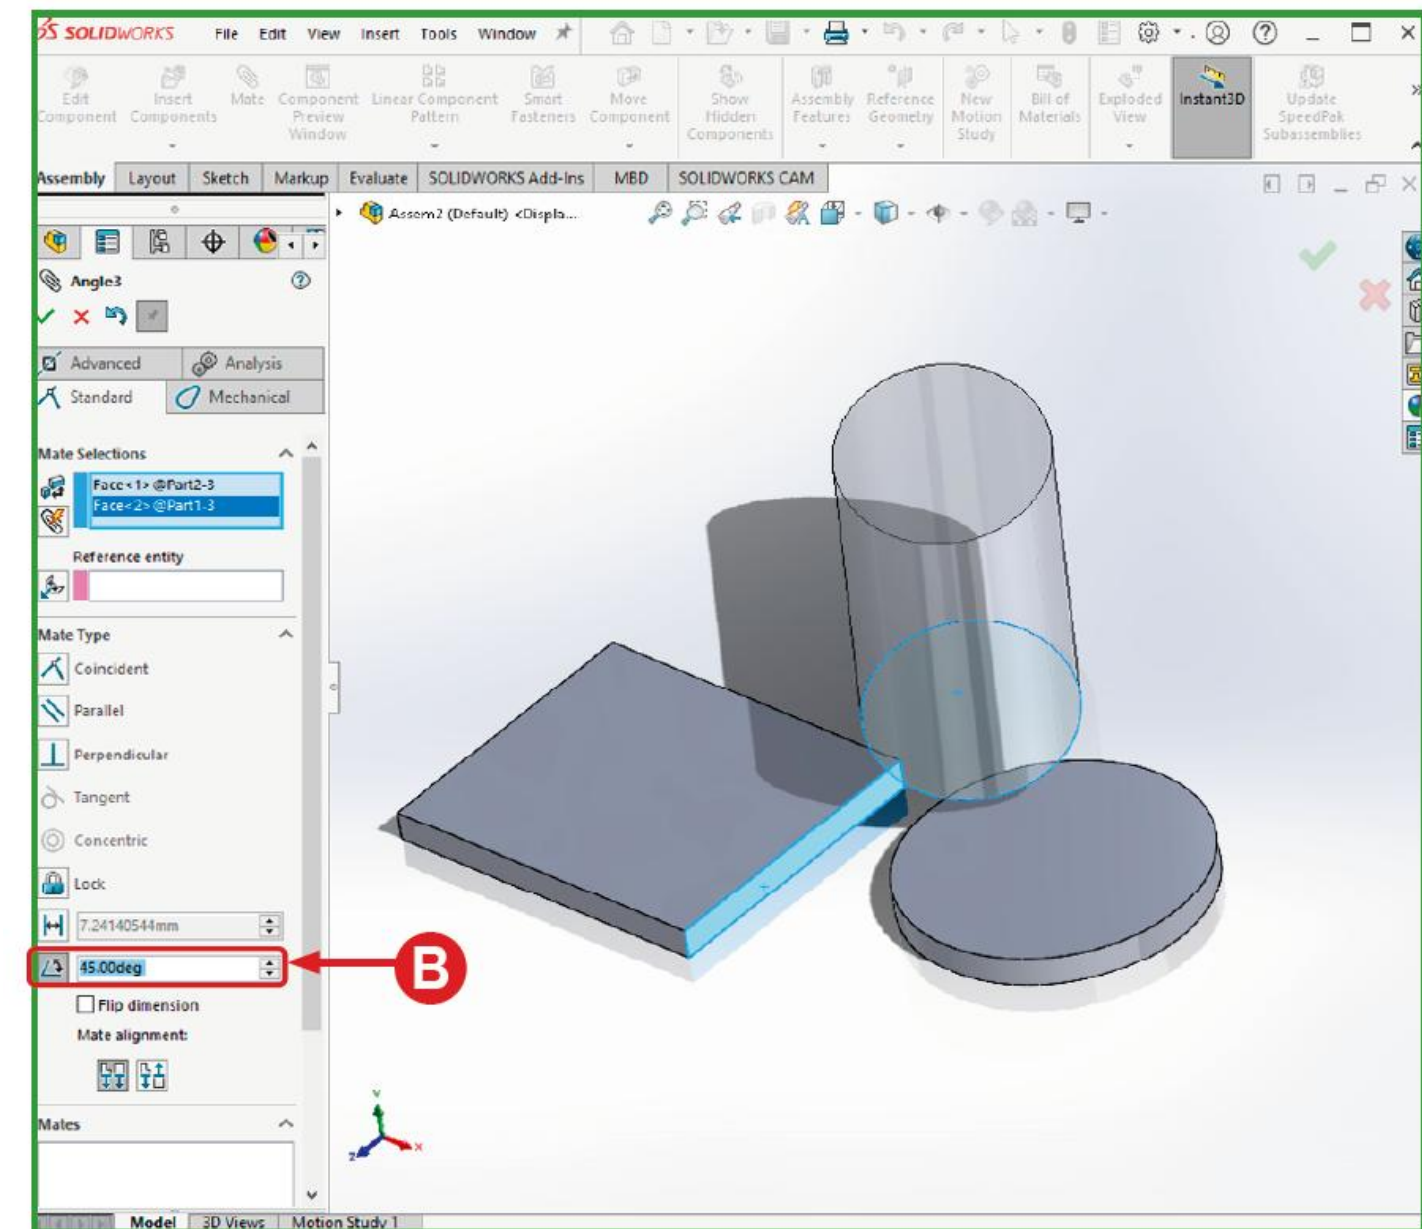 SOLIDWORKS File Edit View Insert Tools Window
Edit Component
Insert Components
Mate
Component Preview Window
Linear Component Pattern
Smart Fasteners
Move Component
Show Hidden Components
Assembly Features
Reference Geometry
New Motion Study
Bill of Materials
Exploded View
Instant3D
Update SpeedPak Subassemblies
Assembly Layout Sketch Markup Evaluate SOLIDWORKS Add-Ins MBD SOLIDWORKS CAM
Assem2 (Default) <Displa...
Angle3
Advanced Analysis
Standard Mechanical
Mate Selections
Face<1>@Part2-3
Face<2>@Part1-3
Reference entity
Mate Type
Coincident
Parallel
Perpendicular
Tangent
Concentric
Lock
7.24140544mm
45.00deg
B
Flip dimension
Mate alignment:
Mates
Y
X
Z
Model 3D Views Motion Study 1